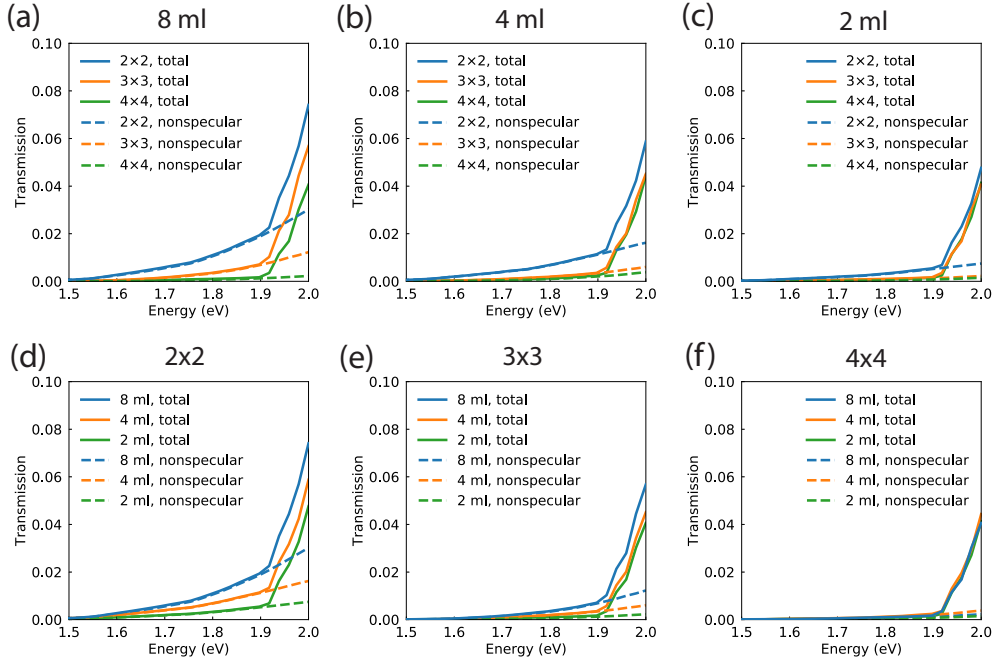 (a) 8 ml
0.10
0.08
0.06
0.04
0.02
0.00
Transmission
2×2, total
3×3, total
4×4, total
2×2, nonspecular
3×3, nonspecular
4×4, nonspecular
1.5 1.6 1.7 1.8 1.9 2.0
Energy (eV)
(b) 4 ml
0.10
0.08
0.06
0.04
0.02
0.00
Transmission
2×2, total
3×3, total
4×4, total
2×2, nonspecular
3×3, nonspecular
4×4, nonspecular
1.5 1.6 1.7 1.8 1.9 2.0
Energy (eV)
(c) 2 ml
0.10
0.08
0.06
0.04
0.02
0.00
Transmission
2×2, total
3×3, total
4×4, total
2×2, nonspecular
3×3, nonspecular
4×4, nonspecular
1.5 1.6 1.7 1.8 1.9 2.0
Energy (eV)
(d) 2x2
0.10
0.08
0.06
0.04
0.02
0.00
Transmission
8 ml, total
4 ml, total
2 ml, total
8 ml, nonspecular
4 ml, nonspecular
2 ml, nonspecular
1.5 1.6 1.7 1.8 1.9 2.0
Energy (eV)
(e) 3x3
0.10
0.08
0.06
0.04
0.02
0.00
Transmission
8 ml, total
4 ml, total
2 ml, total
8 ml, nonspecular
4 ml, nonspecular
2 ml, nonspecular
1.5 1.6 1.7 1.8 1.9 2.0
Energy (eV)
(f) 4x4
0.10
0.08
0.06
0.04
0.02
0.00
Transmission
8 ml, total
4 ml, total
2 ml, total
8 ml, nonspecular
4 ml, nonspecular
2 ml, nonspecular
1.5 1.6 1.7 1.8 1.9 2.0
Energy (eV)